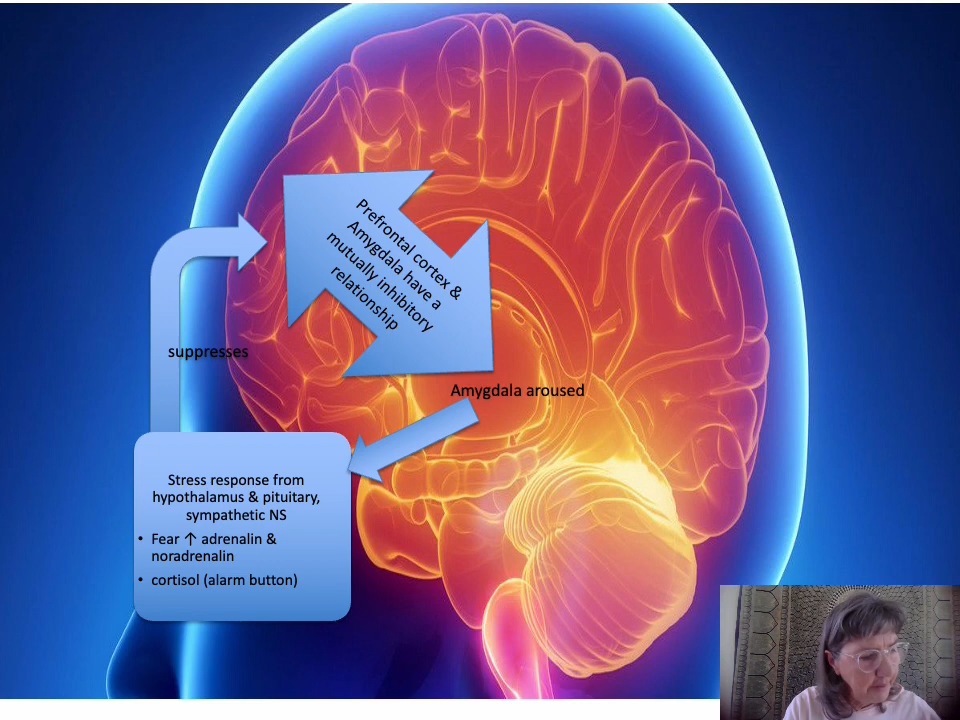 Prefrontal cortex &
Amygdala have a
mutually inhibitory
relationship
suppresses
Amygdala aroused
Stress response from
hypothalamus & pituitary,
sympathetic NS
• Fear ↑ adrenalin &
noradrenalin
• cortisol (alarm button)